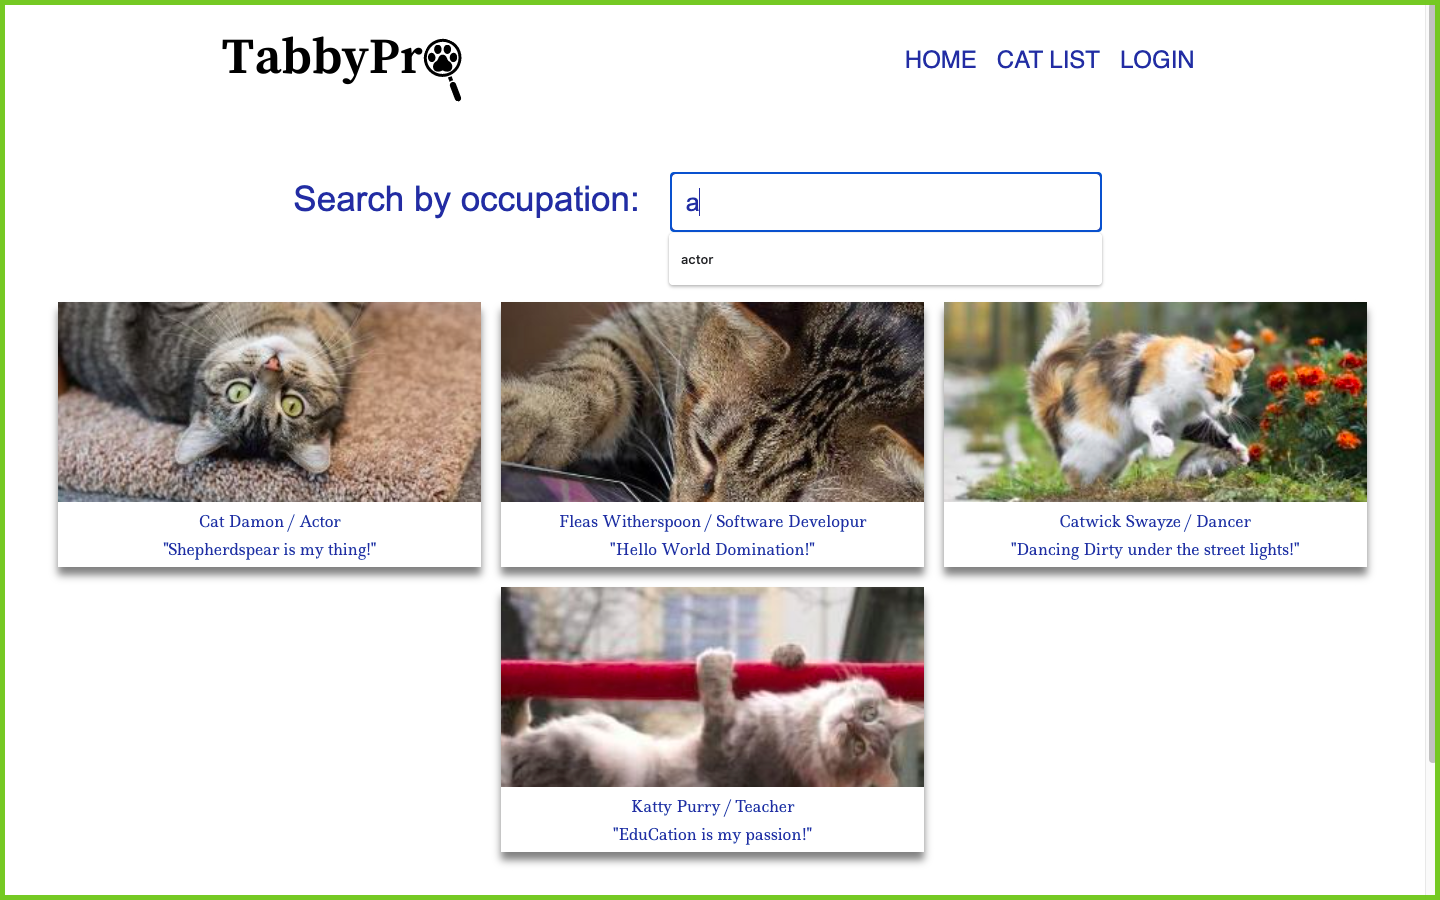 TabbyPro
HOME CAT LIST LOGIN
Search by occupation:
a
actor
Cat Damon / Actor
"Shepherdspear is my thing!"
Fleas Witherspoon / Software Developur
"Hello World Domination!"
Catwick Swayze / Dancer
"Dancing Dirty under the street lights!"
Katty Purry / Teacher
"EduCation is my passion!"